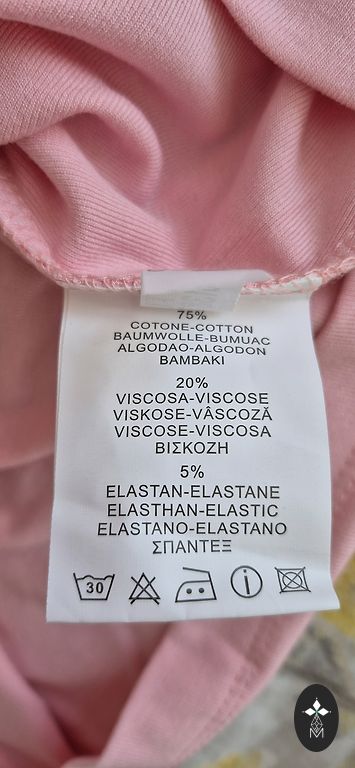 75%
COTONE-COTTON
BAUMWOLLE-BUMUAC
ALGODAO-ALGODON
BAMBAKI
20%
VISCOSA-VISCOSE
VISKOSE-VÂSCOZĂ
VISCOSE-VISCOSA
ΒΙΣΚΟΖΗ
5%
ELASTAN-ELASTANE
ELASTHAN-ELASTIC
ELASTANO-ELASTANO
ΣΠΑΝΤΕΞ
30
M